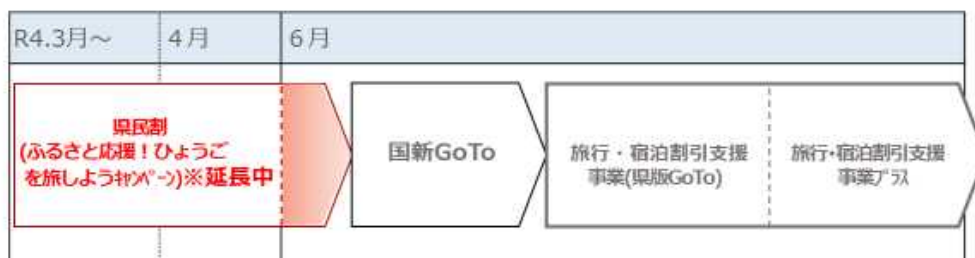 R4.3月～
４月
６月
県民割
(ふるさと応援！ひょうご
を旅しようｷｬﾝﾍﾟｰﾝ)※延長中
国新GoTo
旅行・宿泊割引支援
事業(県版GoTo)
旅行・宿泊割引支援
事業ﾌﾟﾗｽ